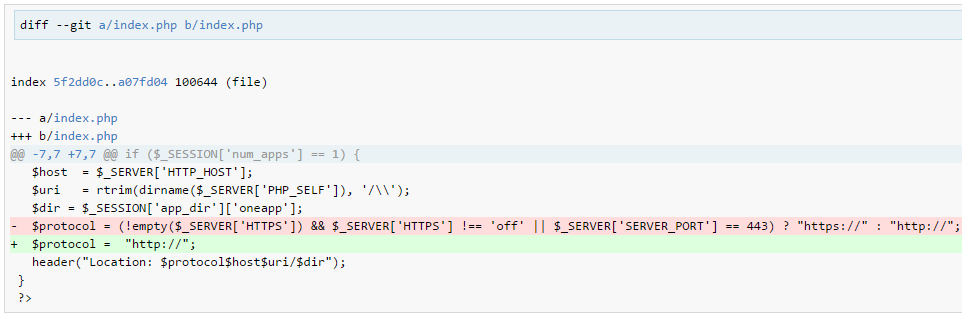 diff --git a/index.php b/index.php
index 5f2dd0c..a07fd04 100644 (file)
--- a/index.php
+++ b/index.php
@@ -7,7 +7,7 @@ if ($_SESSION['num_apps'] == 1) {
   $host  = $_SERVER['HTTP_HOST'];
   $uri   = rtrim(dirname($_SERVER['PHP_SELF']), '/\\');
   $dir = $_SESSION['app_dir']['oneapp'];
-  $protocol = (!empty($_SERVER['HTTPS']) && $_SERVER['HTTPS'] !== 'off' || $_SERVER['SERVER_PORT'] == 443) ? "https://" : "http://";
+  $protocol =  "http://";
   header("Location: $protocol$host$uri/$dir");
 }
 ?>